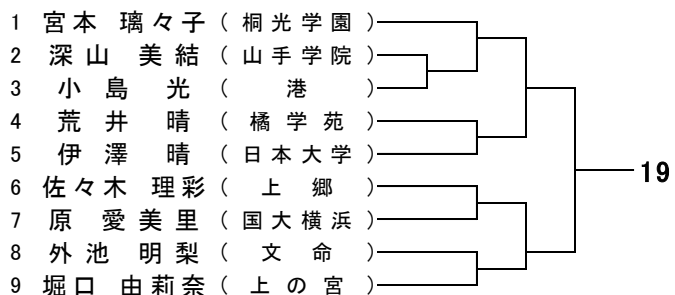 1 宮本 璃々子 ( 桐光学園 )
2 深山 美結 ( 山手学院 )
3 小島 光 ( 港 )
4 荒井 晴 ( 橘学苑 )
5 伊澤 晴 ( 日本大学 )
19
6 佐々木 理彩 ( 上郷 )
7 原 愛美里 ( 国大横浜 )
8 外池 明梨 ( 文命 )
9 堀口 由莉奈 ( 上の宮 )